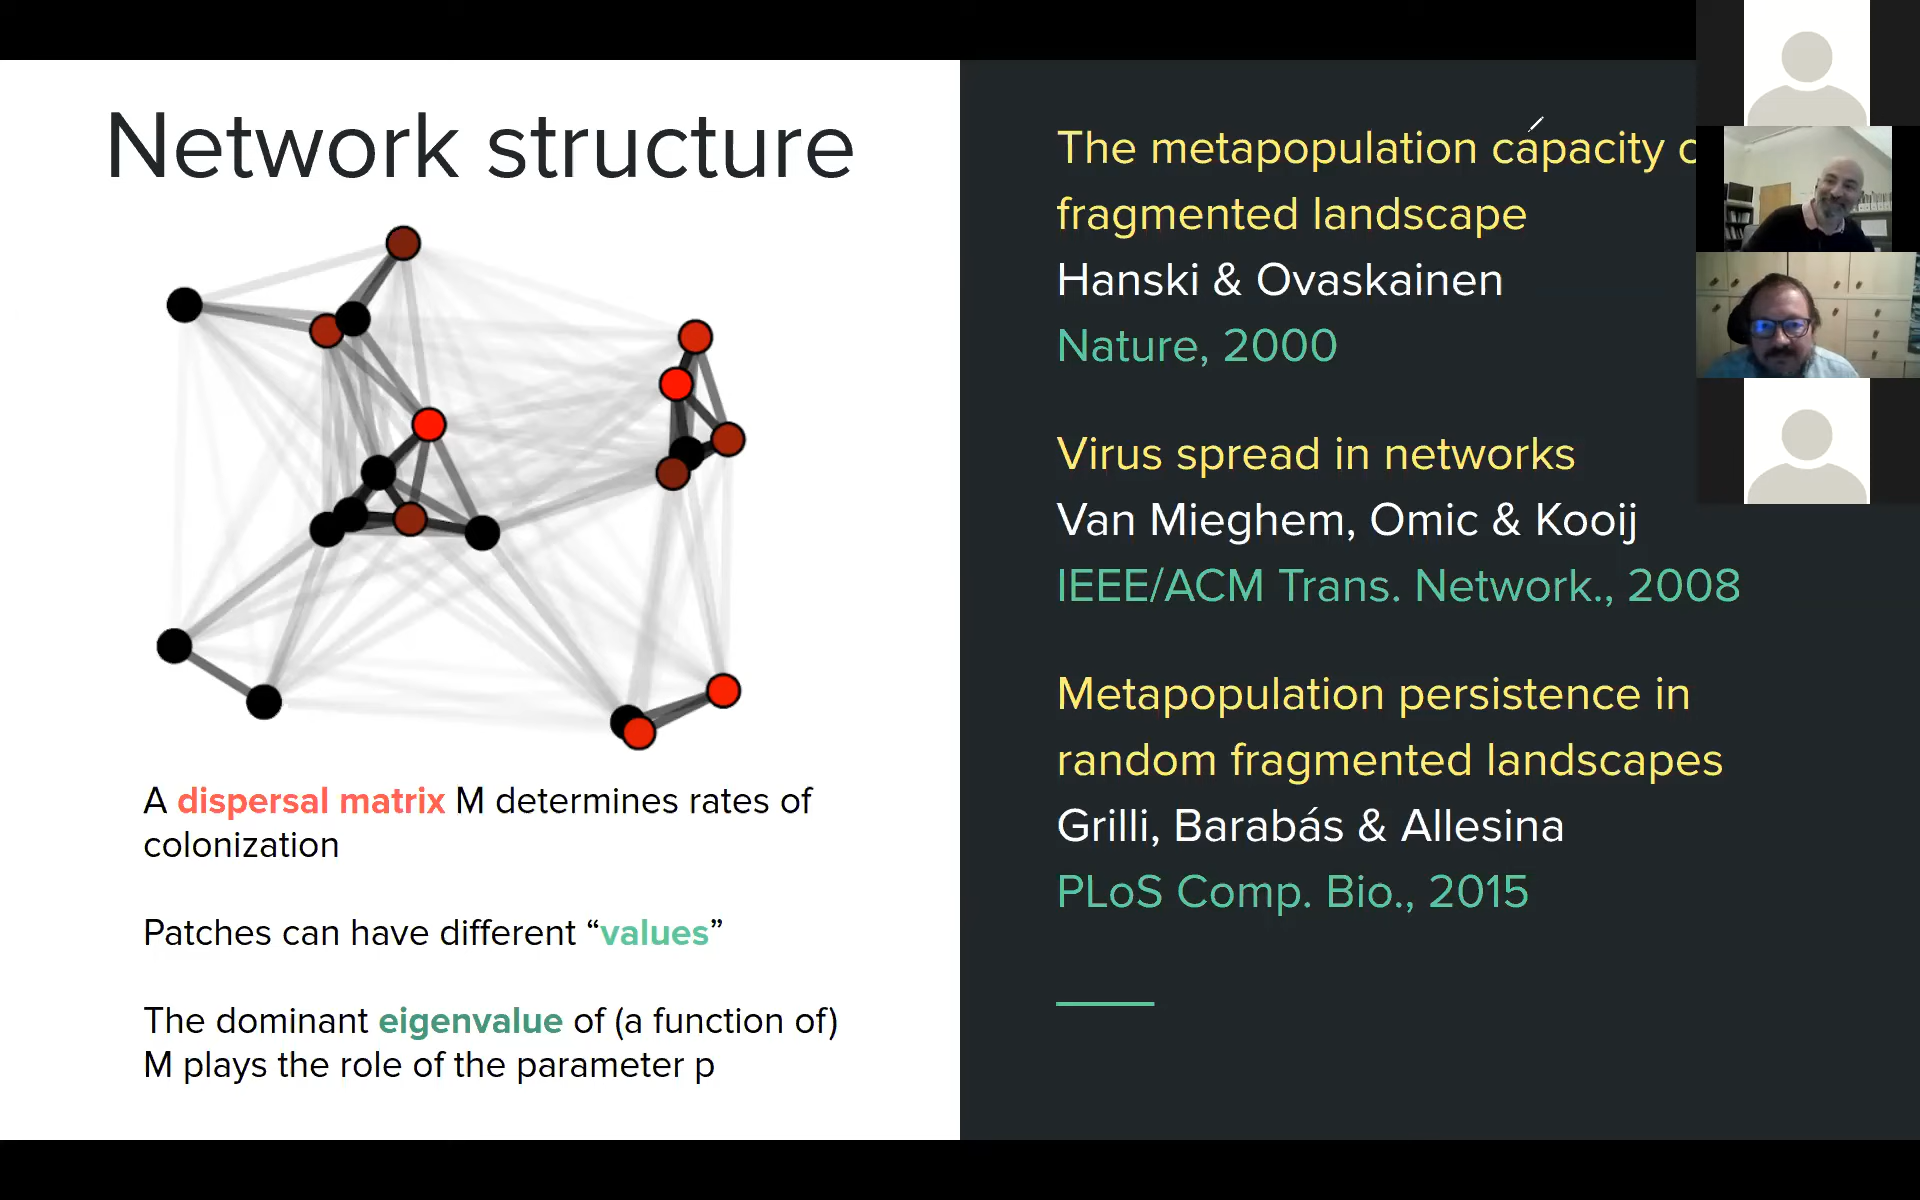 Network structure
A dispersal matrix M determines rates of
colonization
Patches can have different “values”
The dominant eigenvalue of (a function of)
M plays the role of the parameter p
The metapopulation capacity
fragmented landscape
Hanski & Ovaskainen
Nature, 2000
Virus spread in networks
Van Mieghem, Omic & Kooij
IEEE/ACM Trans. Network., 2008
Metapopulation persistence in
random fragmented landscapes
Grilli, Barabás & Allesina
PLoS Comp. Bio., 2015